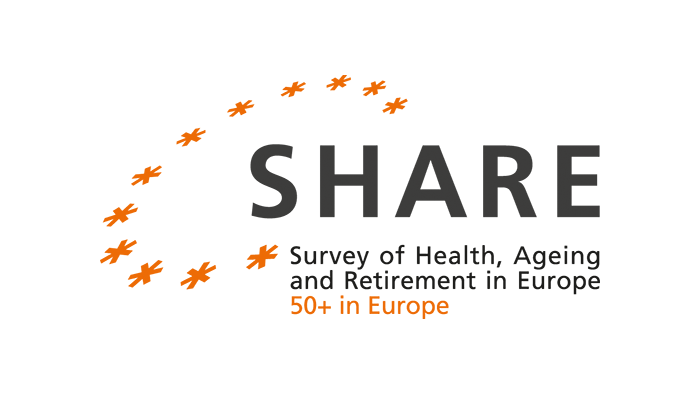 SHARE
Survey of Health, Ageing
and Retirement in Europe
50+ in Europe